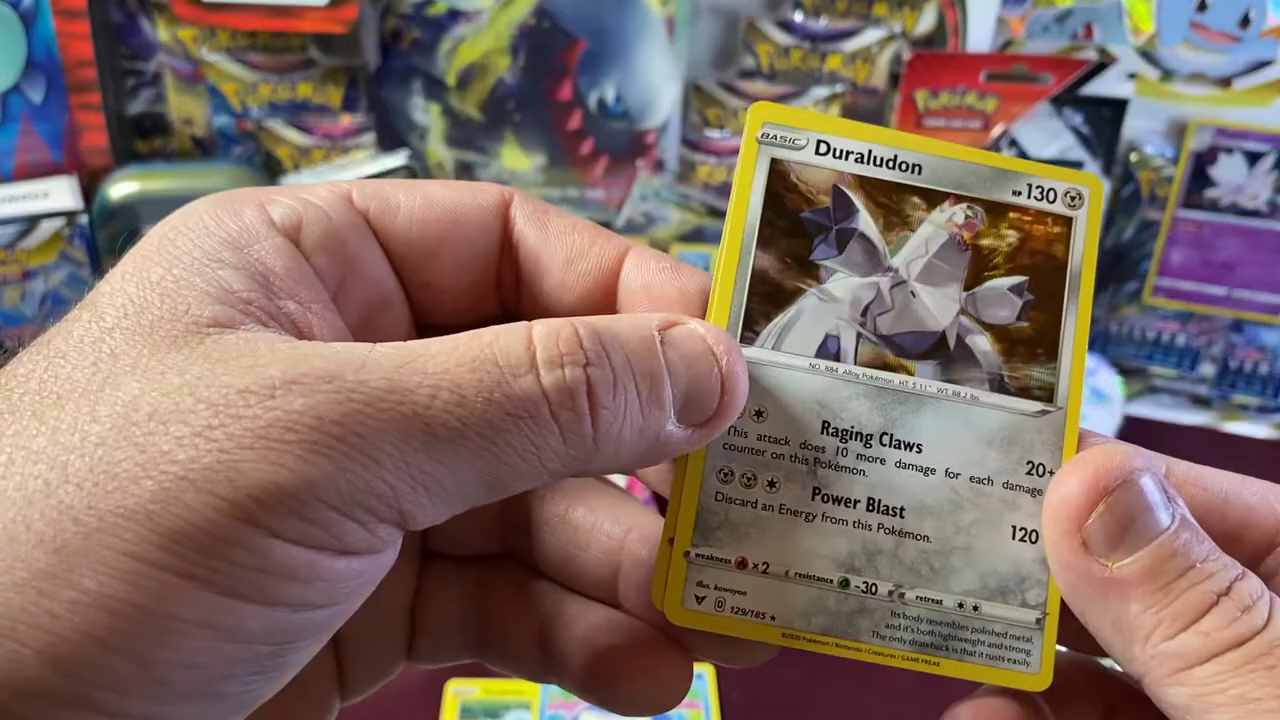 Pokémon
Pokémon
Pokémon
BASIC Duraludon HP 130
NO. 884 Alloy Pokémon HT: 5'11" WT: 88.2 lbs
Raging Claws 20+
This attack does 10 more damage for each damage
counter on this Pokémon.
Power Blast 120
Discard an Energy from this Pokémon.
weakness ×2 resistance -30 retreat
illus. kawayoo
D 129/185 ★
Its body resembles polished metal,
and it's both lightweight and strong.
The only drawback is that it rusts easily.
©2020 Pokémon / Nintendo / Creatures / GAME FREAK